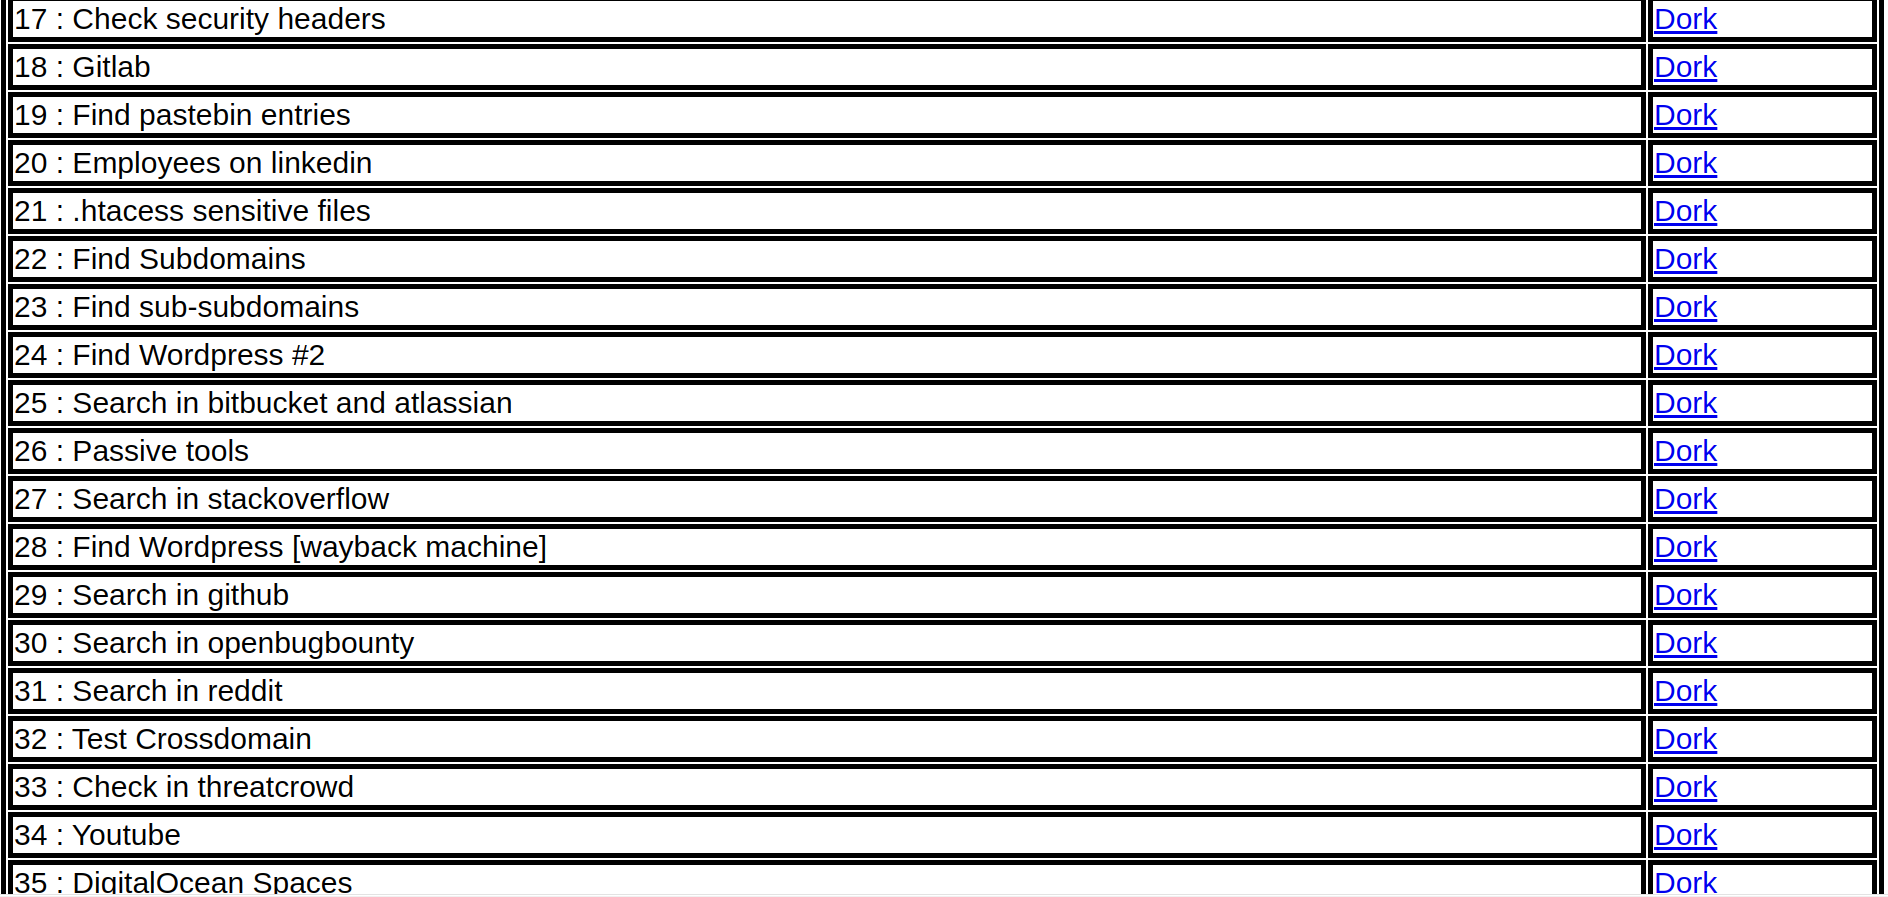 17 : Check security headers Dork
18 : Gitlab Dork
19 : Find pastebin entries Dork
20 : Employees on linkedin Dork
21 : .htacess sensitive files Dork
22 : Find Subdomains Dork
23 : Find sub-subdomains Dork
24 : Find Wordpress #2 Dork
25 : Search in bitbucket and atlassian Dork
26 : Passive tools Dork
27 : Search in stackoverflow Dork
28 : Find Wordpress [wayback machine] Dork
29 : Search in github Dork
30 : Search in openbugbounty Dork
31 : Search in reddit Dork
32 : Test Crossdomain Dork
33 : Check in threatcrowd Dork
34 : Youtube Dork
35 : DigitalOcean Spaces Dork